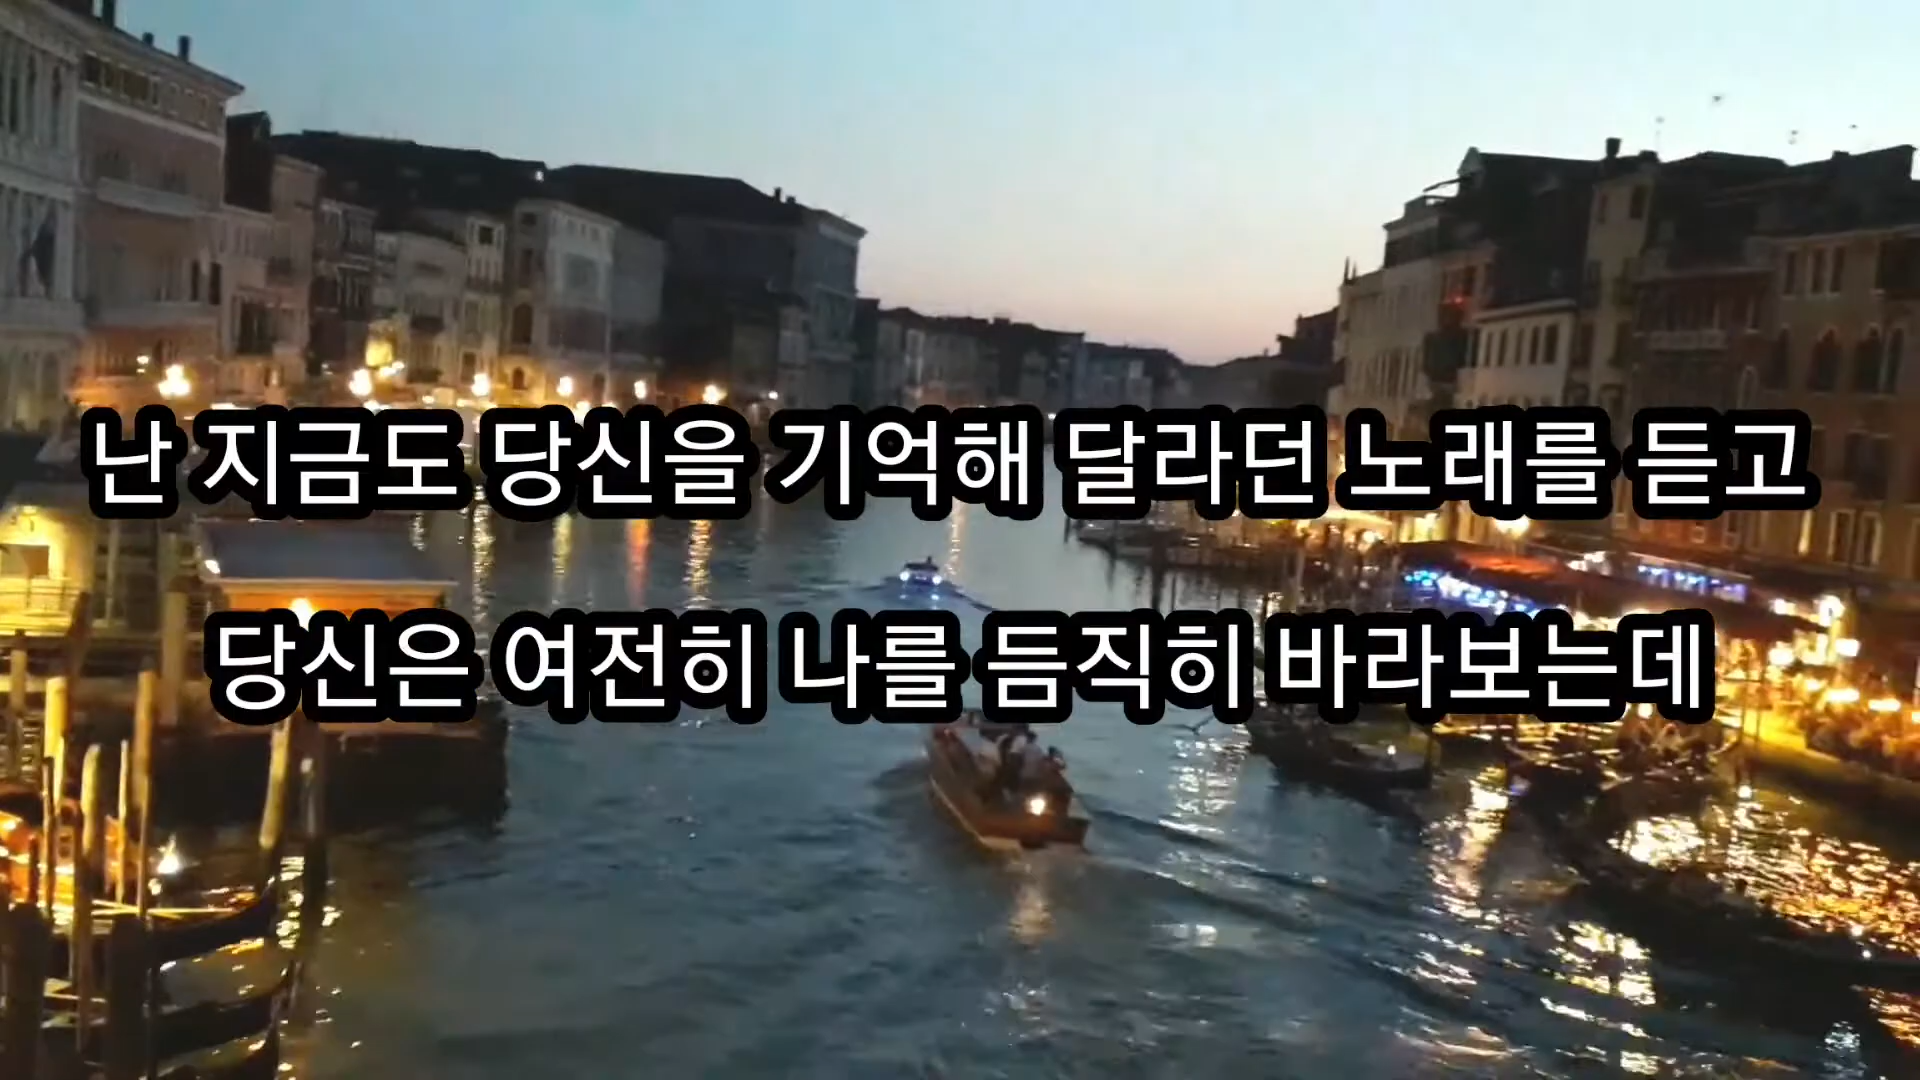 난 지금도 당신을 기억해 달라던 노래를 듣고
당신은 여전히 나를 듬직히 바라보는데